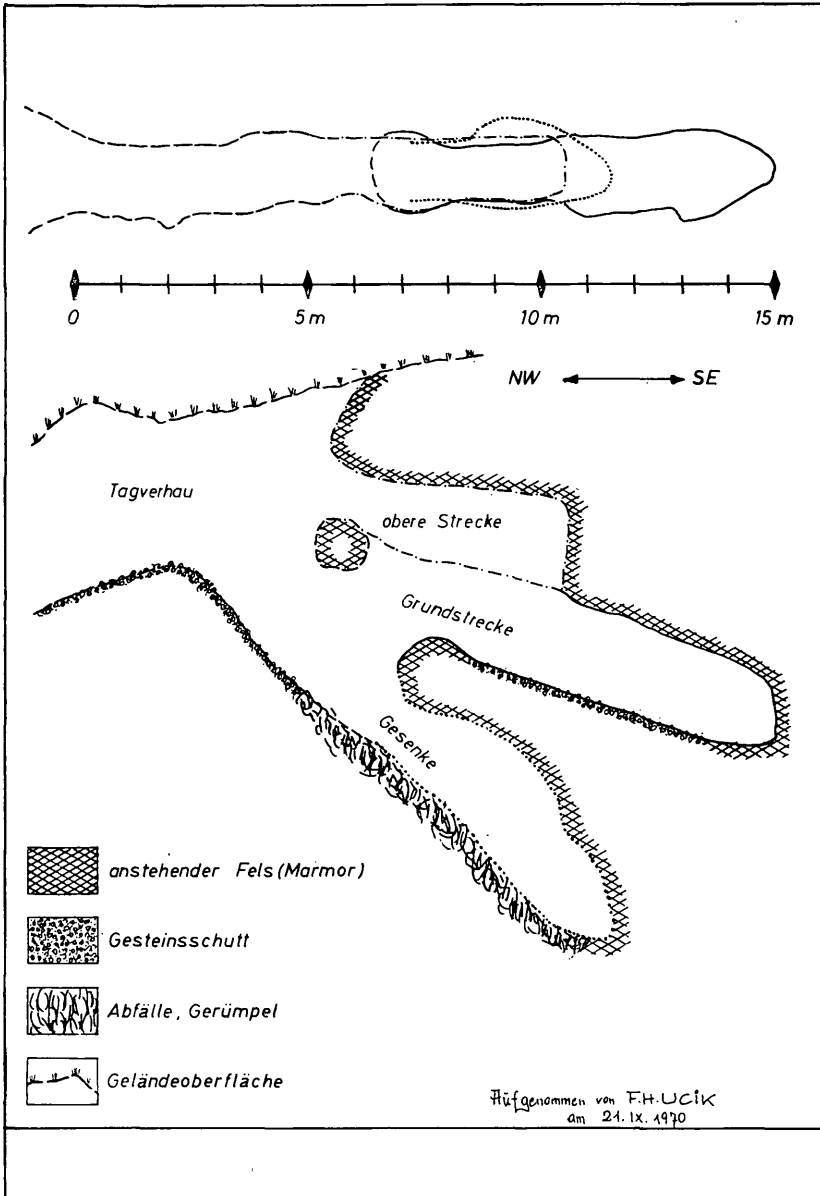 0 5 m 10 m 15 m
NW SE
Tagverhau
obere Strecke
Grundstrecke
Gesenke
anstehender Fels (Marmor)
Gesteinsschutt
Abfälle, Gerümpel
Geländeoberfläche
Aufgenommen von F.H. UCIK
am 21. IX. 1970